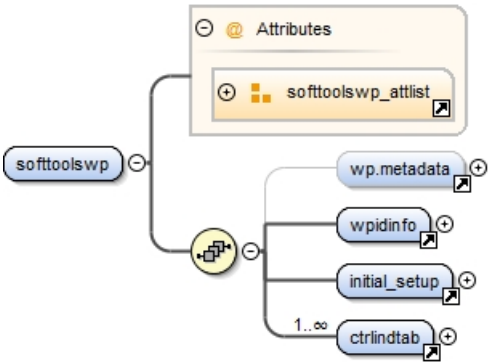 @ Attributes
softtoolswp_attlist
softtoolswp
wp.metadata
wpidinfo
initial_setup
1..∞
ctrlindtab